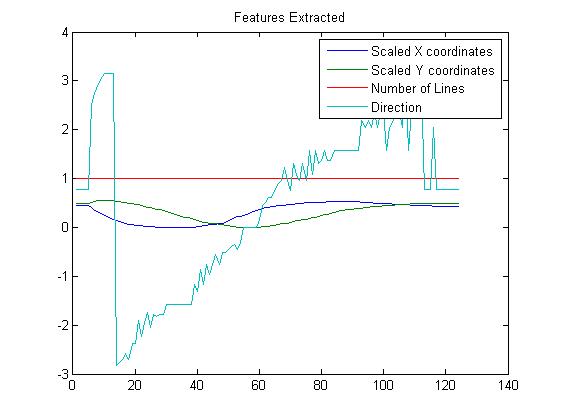 Features Extracted
4
3
2
1
0
-1
-2
-3
Scaled X coordinates
Scaled Y coordinates
Number of Lines
Direction
0 20 40 60 80 100 120 140